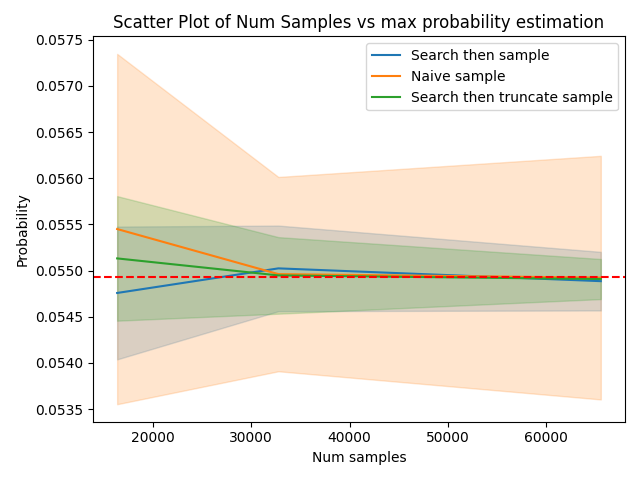 Scatter Plot of Num Samples vs max probability estimation
0.0575
0.0570
0.0565
0.0560
0.0555
0.0550
0.0545
0.0540
0.0535
Probability
Search then sample
Naive sample
Search then truncate sample
20000 30000 40000 50000 60000
Num samples